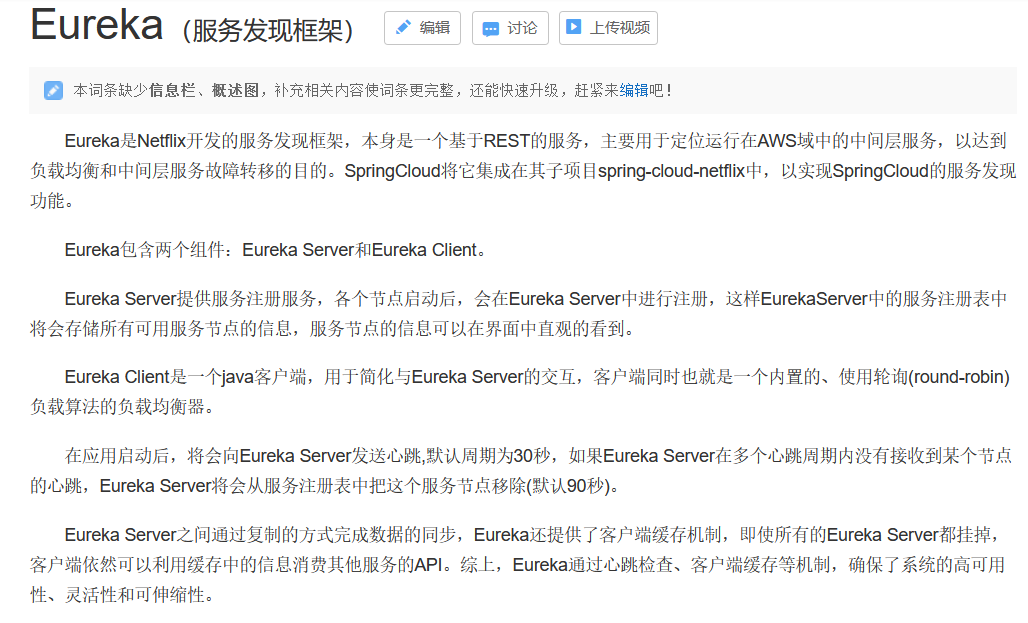 Eureka（服务发现框架） 编辑 讨论 上传视频
本词条缺少信息栏、概述图，补充相关内容使词条更完整，还能快速升级，赶紧来编辑吧！
Eureka是Netflix开发的服务发现框架，本身是一个基于REST的服务，主要用于定位运行在AWS域中的中间层服务，以达到
负载均衡和中间层服务故障转移的目的。SpringCloud将它集成在其子项目spring-cloud-netflix中，以实现SpringCloud的服务发现
功能。
Eureka包含两个组件：Eureka Server和Eureka Client。
Eureka Server提供服务注册服务，各个节点启动后，会在Eureka Server中进行注册，这样EurekaServer中的服务注册表中
将会存储所有可用服务节点的信息，服务节点的信息可以在界面中直观的看到。
Eureka Client是一个java客户端，用于简化与Eureka Server的交互，客户端同时也就是一个内置的、使用轮询(round-robin)
负载算法的负载均衡器。
在应用启动后，将会向Eureka Server发送心跳,默认周期为30秒，如果Eureka Server在多个心跳周期内没有接收到某个节点
的心跳，Eureka Server将会从服务注册表中把这个服务节点移除(默认90秒)。
Eureka Server之间通过复制的方式完成数据的同步，Eureka还提供了客户端缓存机制，即使所有的Eureka Server都挂掉，
客户端依然可以利用缓存中的信息消费其他服务的API。综上，Eureka通过心跳检查、客户端缓存等机制，确保了系统的高可用
性、灵活性和可伸缩性。